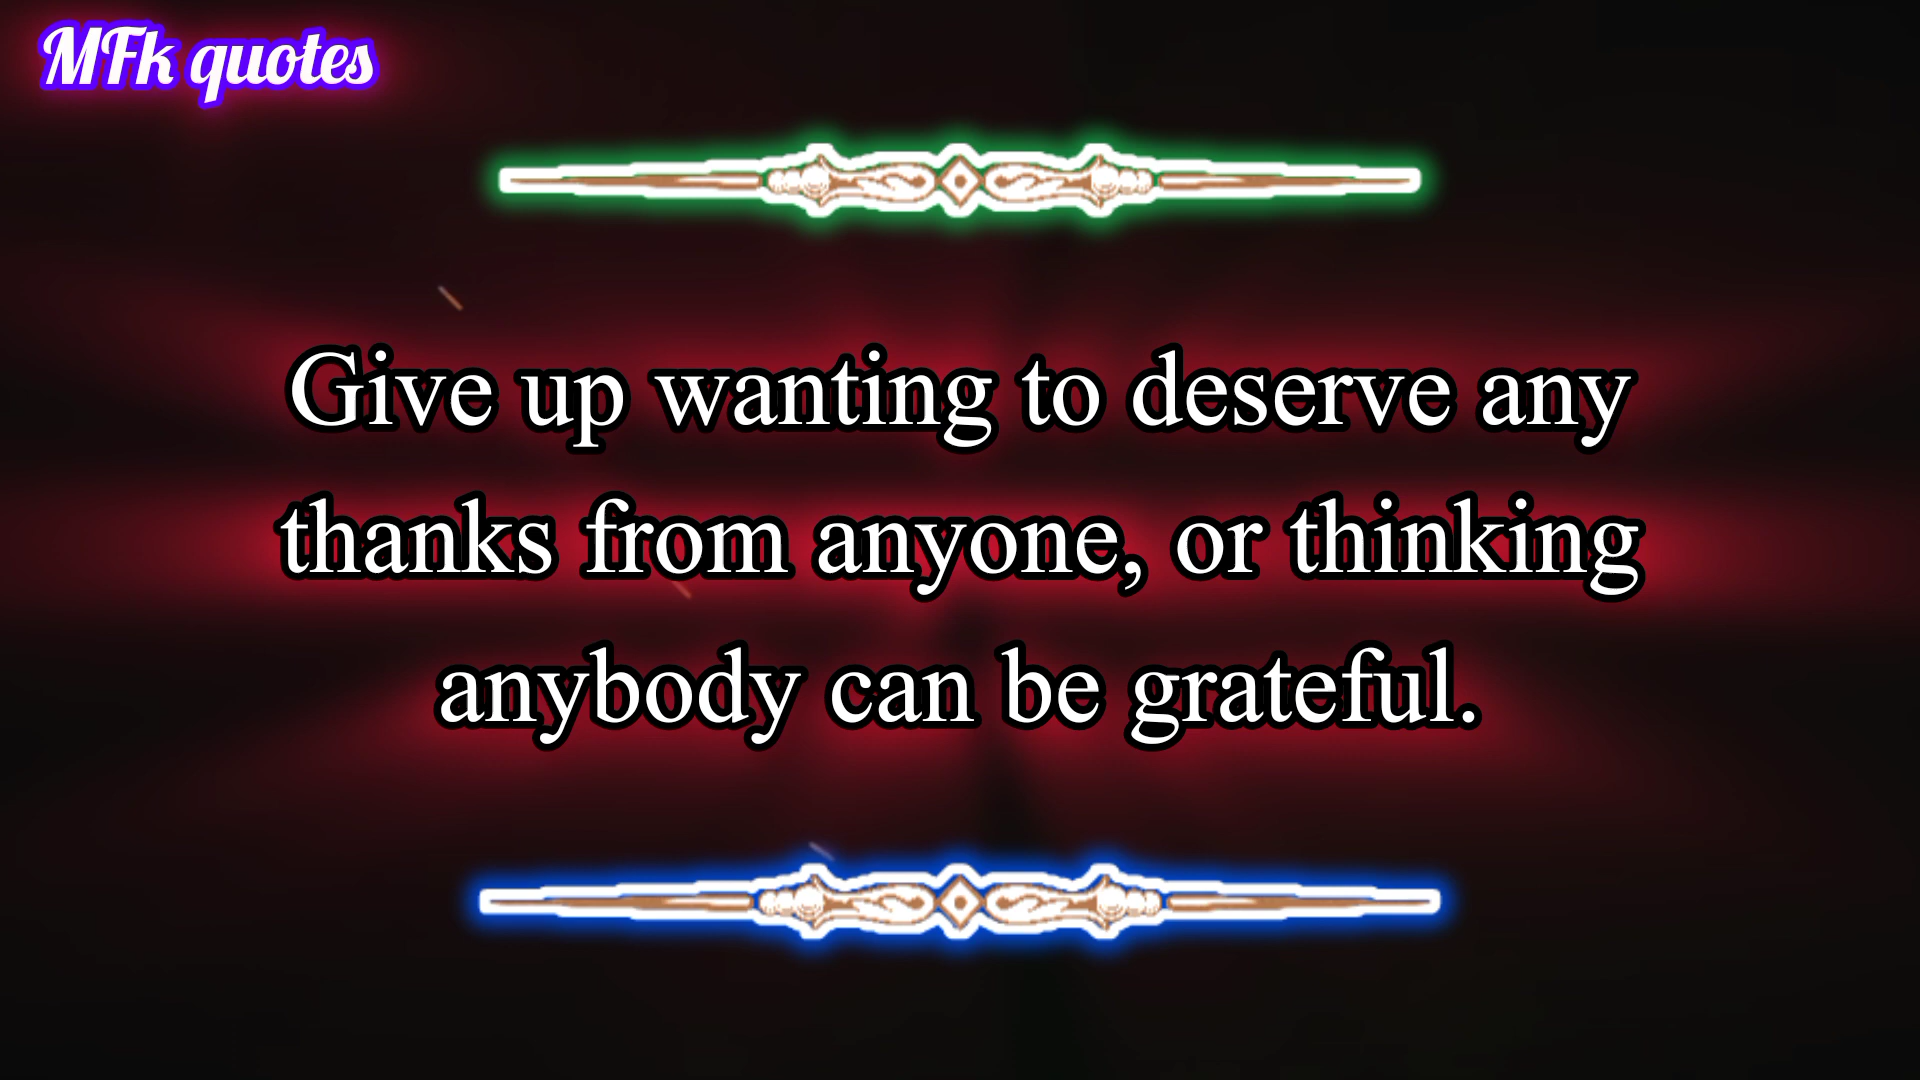 MFk quotes
Give up wanting to deserve any
thanks from anyone, or thinking
anybody can be grateful.